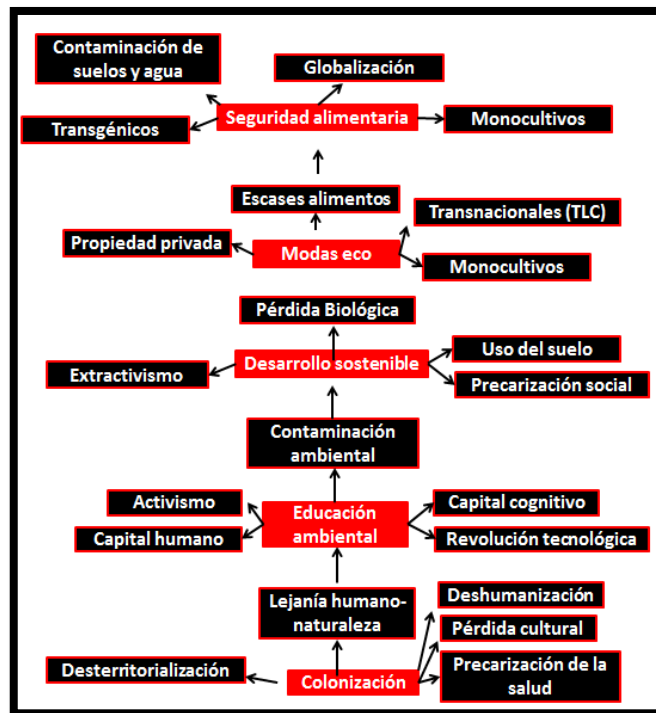 Contaminación de
suelos y agua
Globalización
Transgénicos
Seguridad alimentaria
Monocultivos
Escases alimentos
Transnacionales (TLC)
Propiedad privada
Modas eco
Monocultivos
Pérdida Biológica
Uso del suelo
Extractivismo
Desarrollo sostenible
Precarización social
Contaminación
ambiental
Activismo
Capital cognitivo
Educación
ambiental
Capital humano
Revolución tecnológica
Lejanía humano-
naturaleza
Deshumanización
Pérdida cultural
Desterritorialización
Colonización
Precarización de la
salud